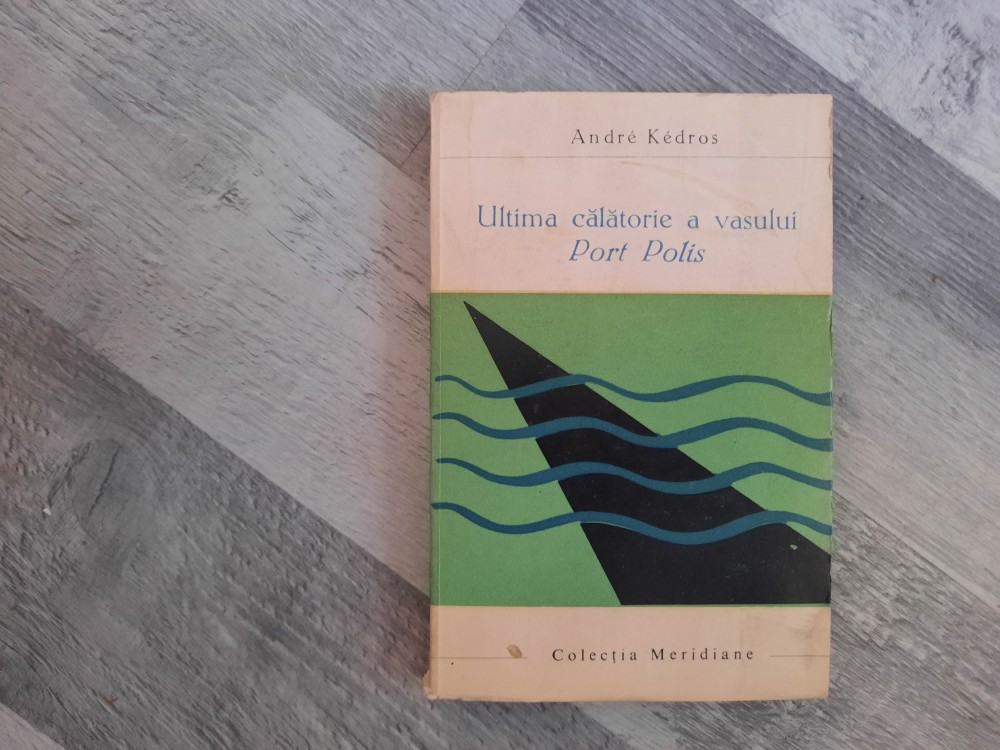 André Kédros
Ultima călătorie a vasului
Port Polis
Colecția Meridiane